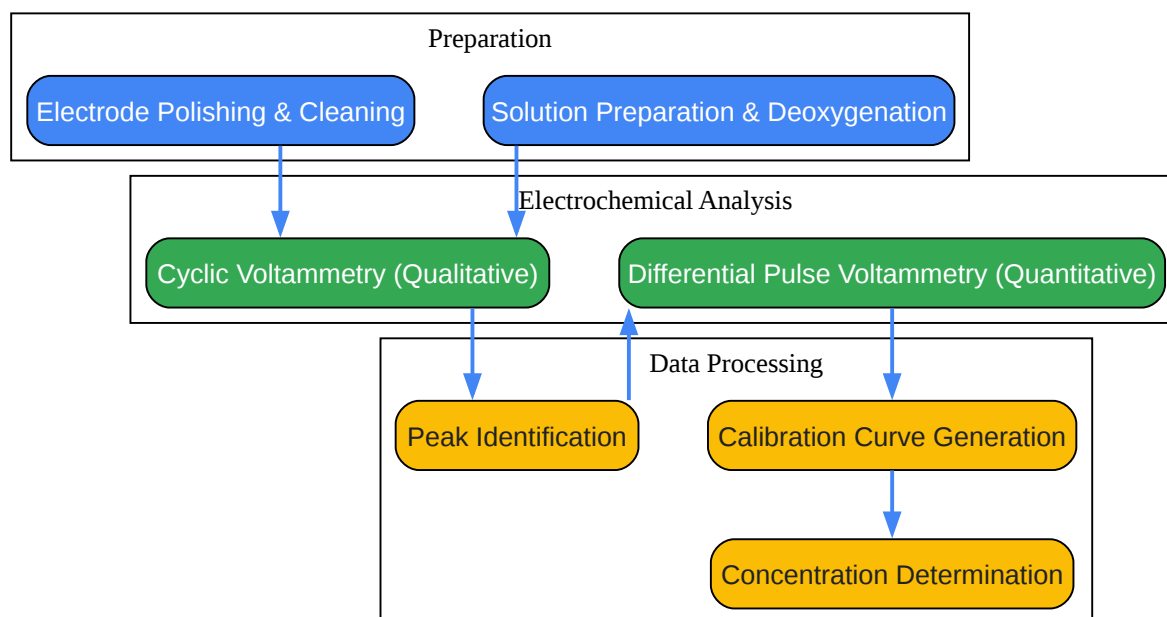 Preparation
Electrode Polishing & Cleaning
Solution Preparation & Deoxygenation
Electrochemical Analysis
Cyclic Voltammetry (Qualitative)
Differential Pulse Voltammetry (Quantitative)
Data Processing
Peak Identification
Calibration Curve Generation
Concentration Determination